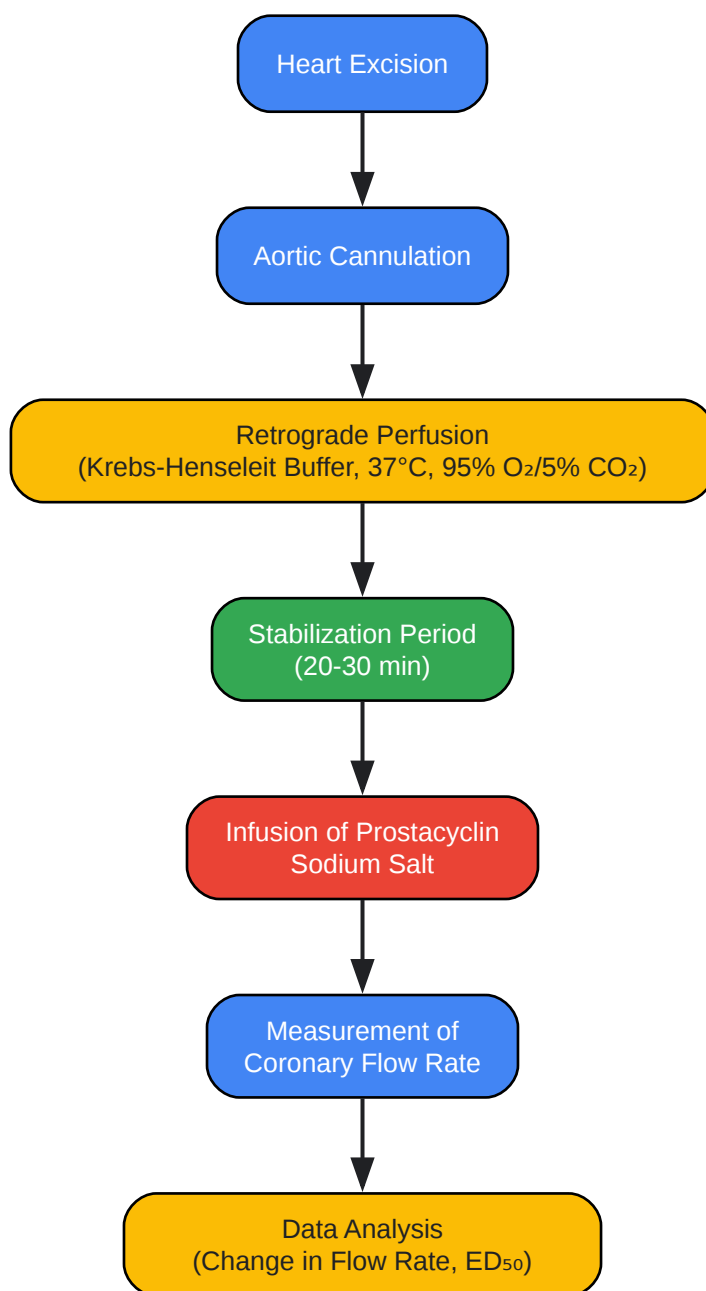 Heart Excision
Aortic Cannulation
Retrograde Perfusion
(Krebs-Henseleit Buffer, 37°C, 95% O₂/5% CO₂)
Stabilization Period
(20-30 min)
Infusion of Prostacyclin
Sodium Salt
Measurement of
Coronary Flow Rate
Data Analysis
(Change in Flow Rate, ED₅₀)